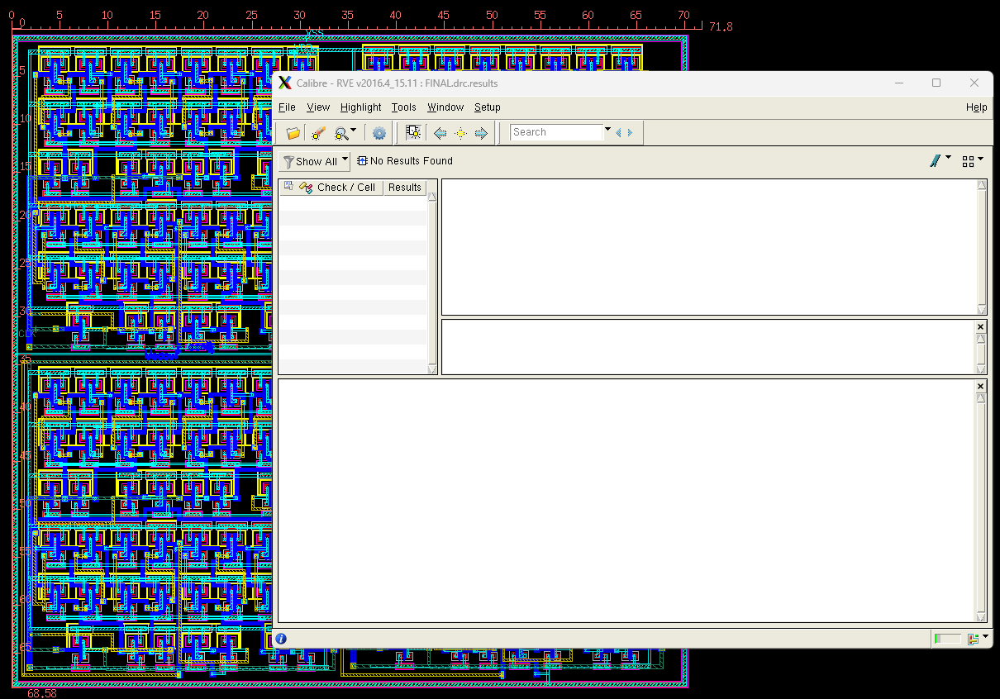 0 5 10 15 20 25 30 35 40 45 50 55 60 65 70
71.8
0
VSS
VDD
5
10
15
20
25
30
CLK
35
40
45
50
55
60
65
68.58
Calibre - RVE v2016.4_15.11 : FINAL.drc.results
File View Highlight Tools Window Setup Help
Search
Show All No Results Found
Check / Cell Results